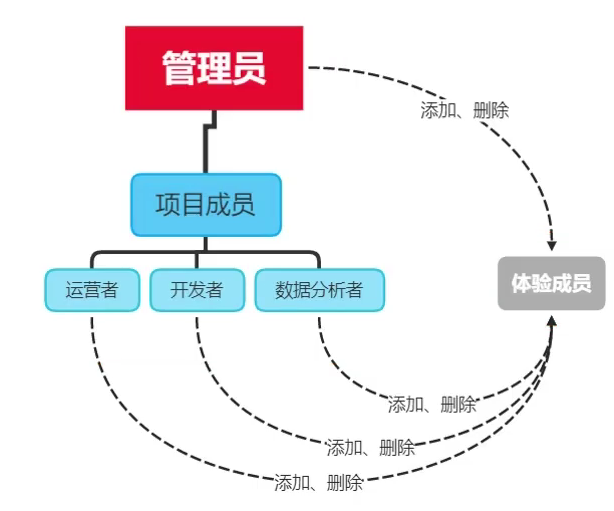 管理员
添加、删除
项目成员
体验成员
运营者
开发者
数据分析者
添加、删除
添加、删除
添加、删除